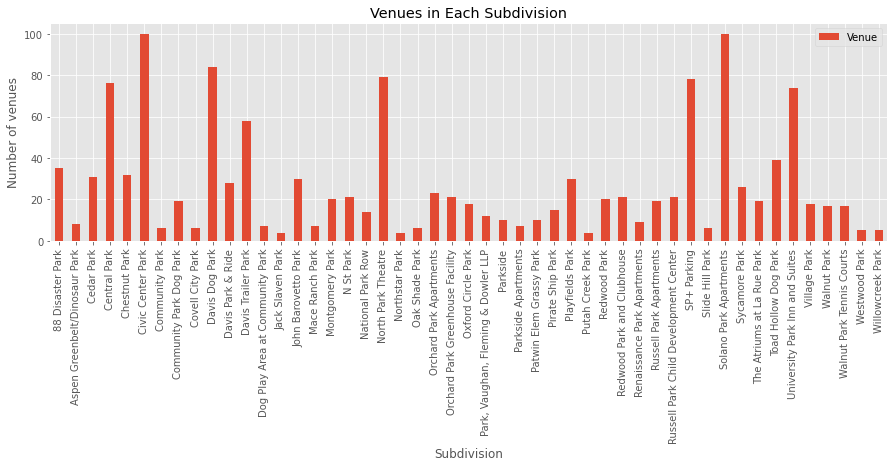 Venues in Each Subdivision
Venue
Number of venues
100
80
60
40
20
0
88 Disaster Park
Aspen Greenbelt/Dinosaur Park
Cedar Park
Central Park
Chestnut Park
Civic Center Park
Community Park
Community Park Dog Park
Covell City Park
Davis Dog Park
Davis Park & Ride
Davis Trailer Park
Dog Play Area at Community Park
Jack Slaven Park
John Barovetto Park
Mace Ranch Park
Montgomery Park
N St Park
National Park Row
North Park Theatre
Northstar Park
Oak Shade Park
Orchard Park Apartments
Orchard Park Greenhouse Facility
Oxford Circle Park
Park, Vaughan, Fleming & Dowler LLP
Parkside
Parkside Apartments
Patwin Elem Grassy Park
Pirate Ship Park
Playfields Park
Putah Creek Park
Redwood Park
Redwood Park and Clubhouse
Renaissance Park Apartments
Russell Park Apartments
Russell Park Child Development Center
SP+ Parking
Slide Hill Park
Solano Park Apartments
Sycamore Park
The Atriums at La Rue Park
Toad Hollow Dog Park
University Park Inn and Suites
Village Park
Walnut Park
Walnut Park Tennis Courts
Westwood Park
Willowcreek Park
Subdivision